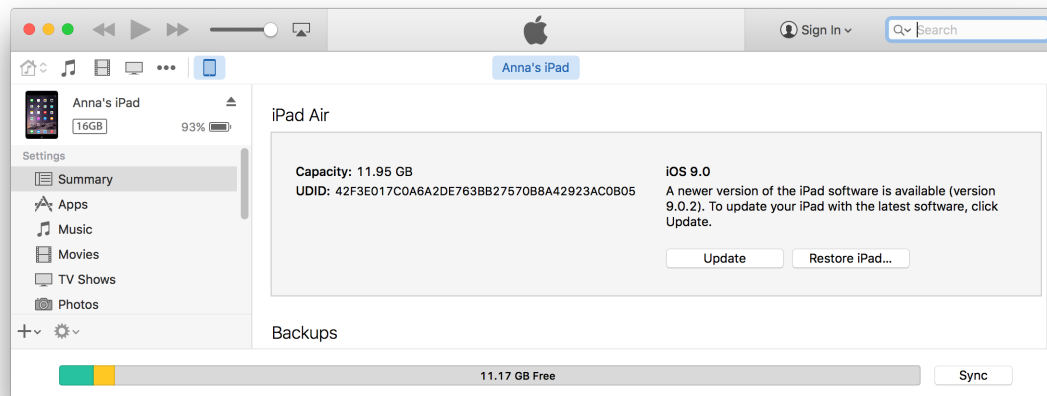 Sign In
Search
Anna's iPad
Anna's iPad
16GB
93%
Settings
Summary
Apps
Music
Movies
TV Shows
Photos
iPad Air
Capacity: 11.95 GB
UDID: 42F3E017C0A6A2DE763BB27570B8A42923AC0B05
iOS 9.0
A newer version of the iPad software is available (version
9.0.2). To update your iPad with the latest software, click
Update.
Update
Restore iPad...
Backups
11.17 GB Free
Sync